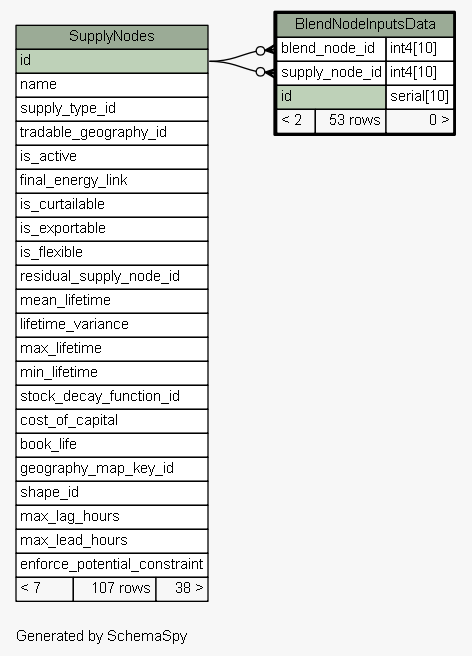 SupplyNodes
id
name
supply_type_id
tradable_geography_id
is_active
final_energy_link
is_curtailable
is_exportable
is_flexible
residual_supply_node_id
mean_lifetime
lifetime_variance
max_lifetime
min_lifetime
stock_decay_function_id
cost_of_capital
book_life
geography_map_key_id
shape_id
max_lag_hours
max_lead_hours
enforce_potential_constraint
< 7 107 rows 38 >
BlendNodeInputsData
blend_node_id int4[10]
supply_node_id int4[10]
id serial[10]
< 2 53 rows 0 >
Generated by SchemaSpy